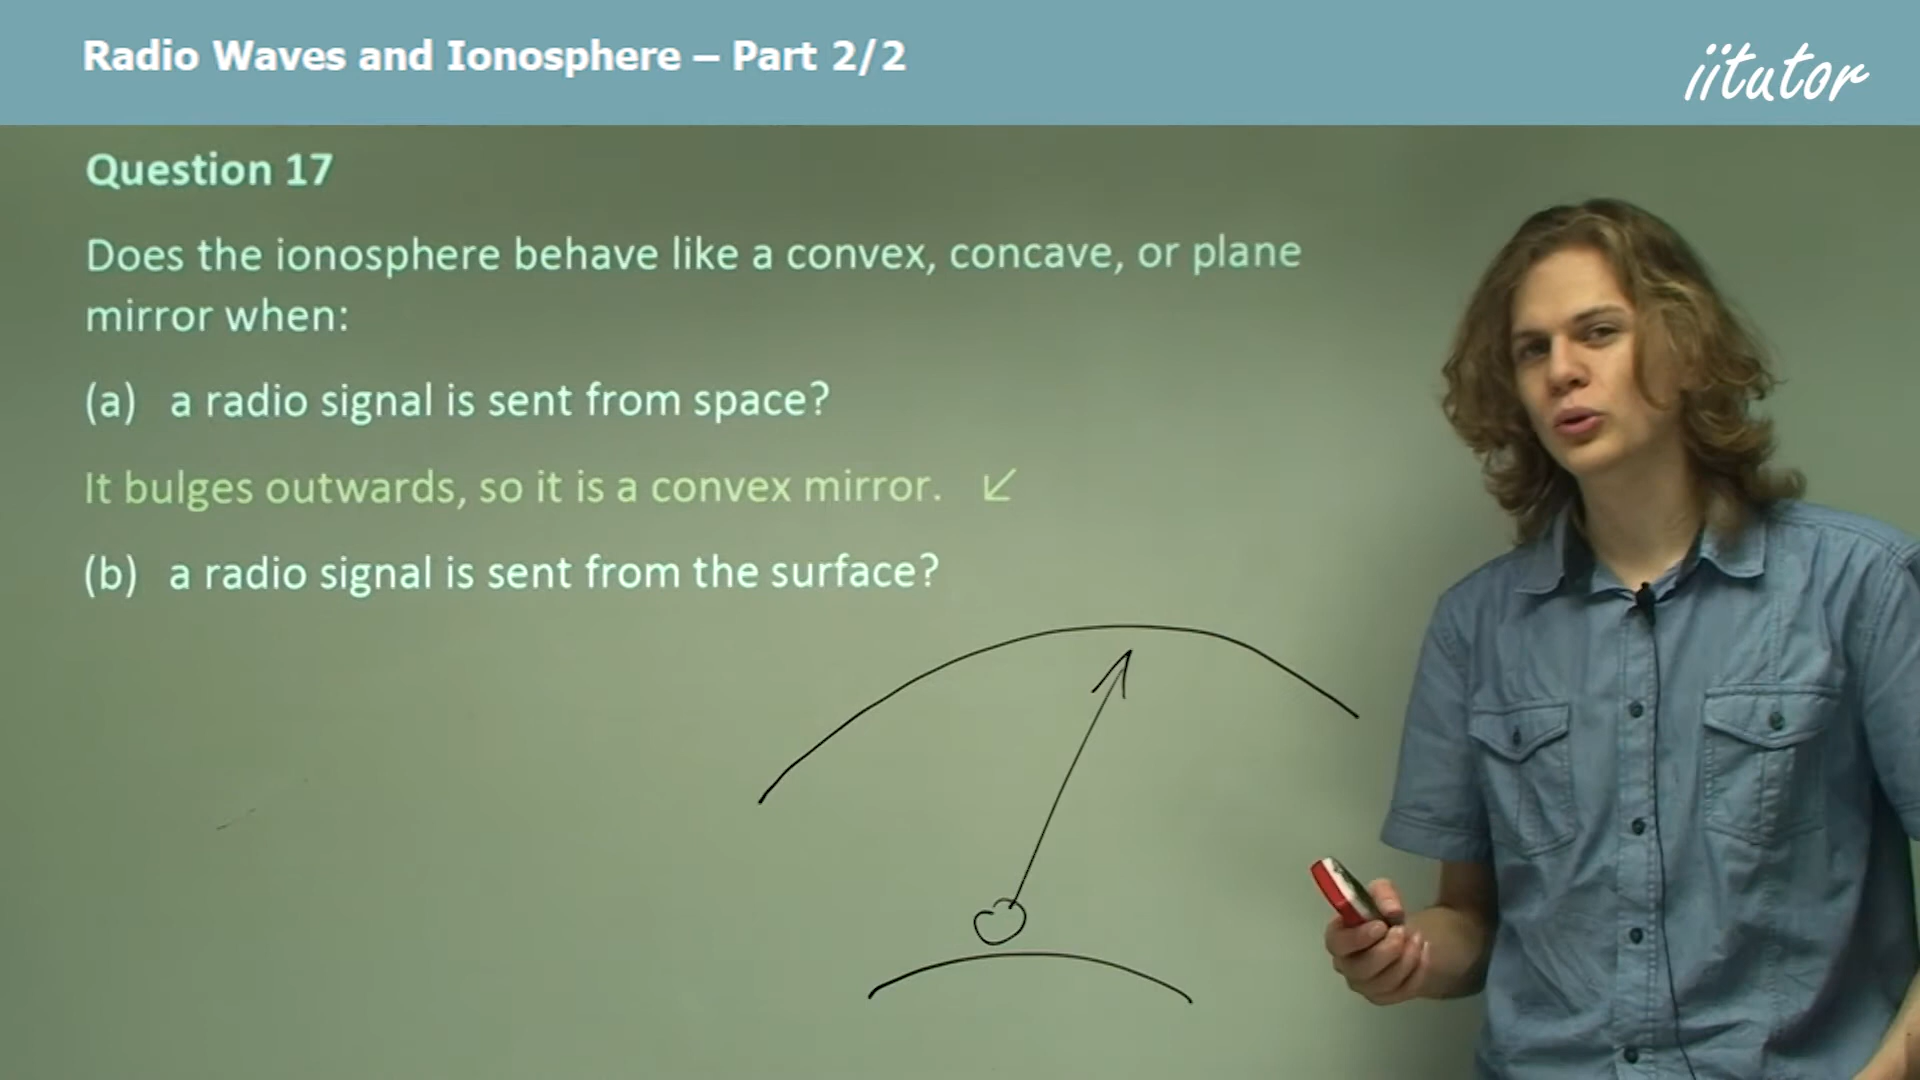 Radio Waves and Ionosphere – Part 2/2
iitutor
Question 17
Does the ionosphere behave like a convex, concave, or plane
mirror when:
(a) a radio signal is sent from space?
It bulges outwards, so it is a convex mirror. ↙
(b) a radio signal is sent from the surface?